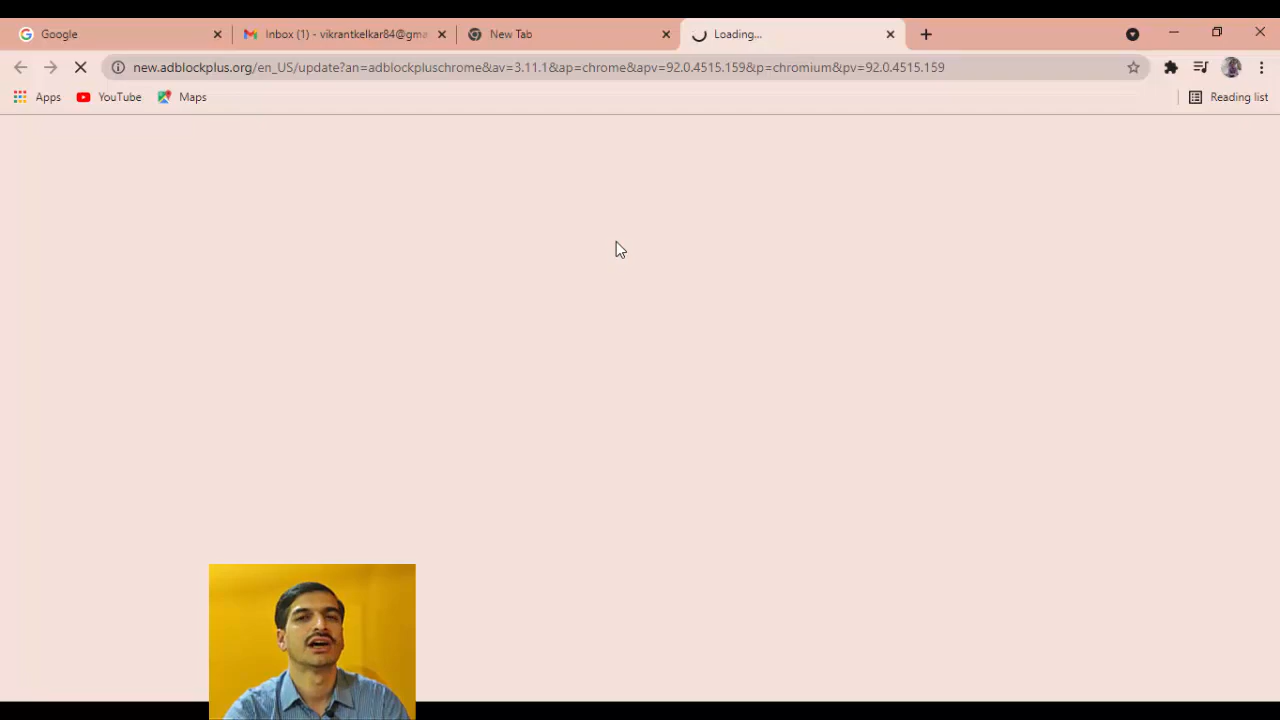 Google
Inbox (1) - vikrantkelkar84@gma
New Tab
Loading...
new.adblockplus.org/en_US/update?an=adblockpluschrome&av=3.11.1&ap=chrome&apv=92.0.4515.159&p=chromium&pv=92.0.4515.159
Apps
YouTube
Maps
Reading list